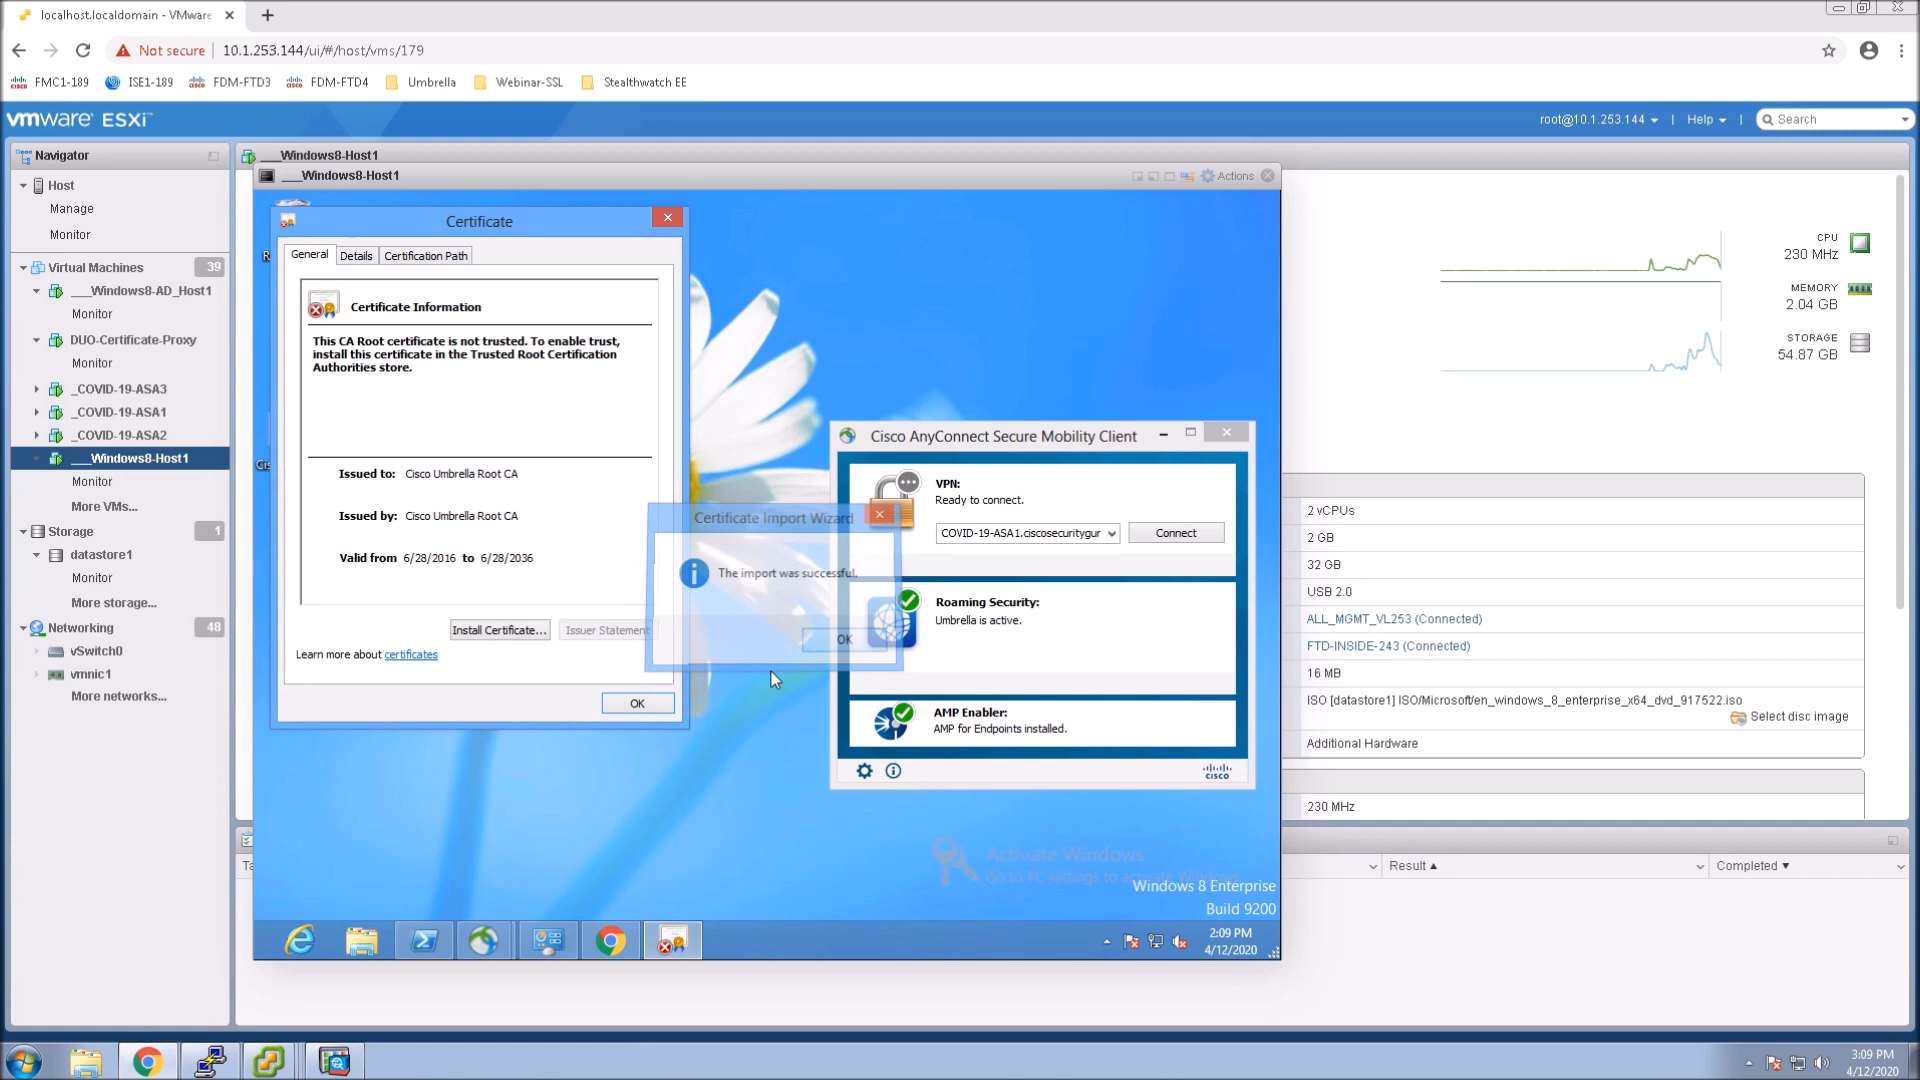 localhost.localdomain - VMware
Not secure
10.1.253.144/ui/#/host/vms/179
FMC1-189
ISE1-189
FDM-FTD3
FDM-FTD4
Umbrella
Webinar-SSL
Stealthwatch EE
vmware ESXi
root@10.1.253.144
Help
Search
Navigator
Host
Manage
Monitor
Virtual Machines
39
___Windows8-AD_Host1
Monitor
DUO-Certificate-Proxy
Monitor
_COVID-19-ASA3
_COVID-19-ASA1
_COVID-19-ASA2
___Windows8-Host1
Monitor
More VMs...
Storage
1
datastore1
Monitor
More storage...
Networking
48
vSwitch0
vmnic1
More networks...
___Windows8-Host1
___Windows8-Host1
Actions
Certificate
General
Details
Certification Path
Certificate Information
This CA Root certificate is not trusted. To enable trust,
install this certificate in the Trusted Root Certification
Authorities store.
Issued to: Cisco Umbrella Root CA
Issued by: Cisco Umbrella Root CA
Valid from 6/28/2016 to 6/28/2036
Install Certificate...
Issuer Statement
Learn more about certificates
OK
Certificate Import Wizard
The import was successful.
OK
Cisco AnyConnect Secure Mobility Client
VPN:
Ready to connect.
COVID-19-ASA1.ciscosecuritygur
Connect
Roaming Security:
Umbrella is active.
AMP Enabler:
AMP for Endpoints installed.
CISCO
Activate Windows
Go to PC settings to activate Windows.
Windows 8 Enterprise
Build 9200
2:09 PM
4/12/2020
CPU
230 MHz
MEMORY
2.04 GB
STORAGE
54.87 GB
2 vCPUs
2 GB
32 GB
USB 2.0
ALL_MGMT_VL253 (Connected)
FTD-INSIDE-243 (Connected)
16 MB
ISO [datastore1] ISO/Microsoft/en_windows_8_enterprise_x64_dvd_917522.iso
Select disc image
Additional Hardware
230 MHz
Result
Completed
3:09 PM
4/12/2020